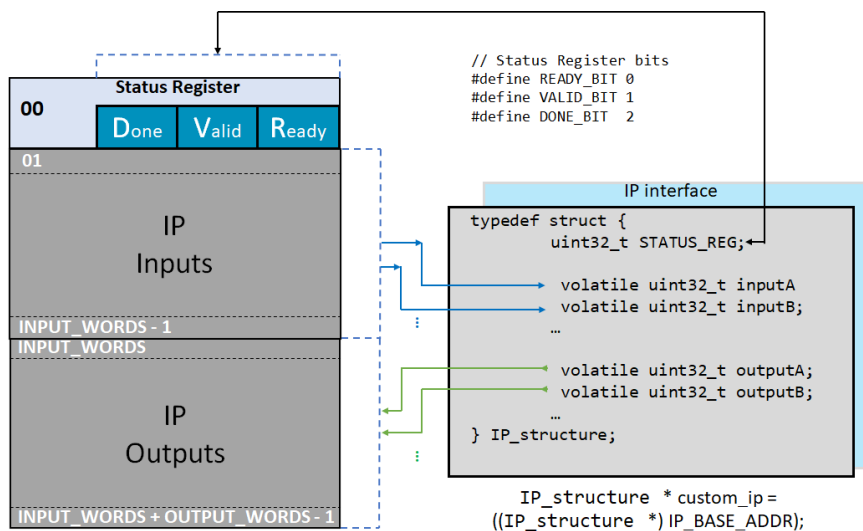 Status Register
00
Done
Valid
Ready
01
IP
Inputs
INPUT_WORDS - 1
INPUT_WORDS
IP
Outputs
INPUT_WORDS + OUTPUT_WORDS - 1
// Status Register bits
#define READY_BIT 0
#define VALID_BIT 1
#define DONE_BIT  2
IP interface
typedef struct {
uint32_t STATUS_REG;
volatile uint32_t inputA
volatile uint32_t inputB;
…
volatile uint32_t outputA;
volatile uint32_t outputB;
…
} IP_structure;
IP_structure * custom_ip =
((IP_structure *) IP_BASE_ADDR);